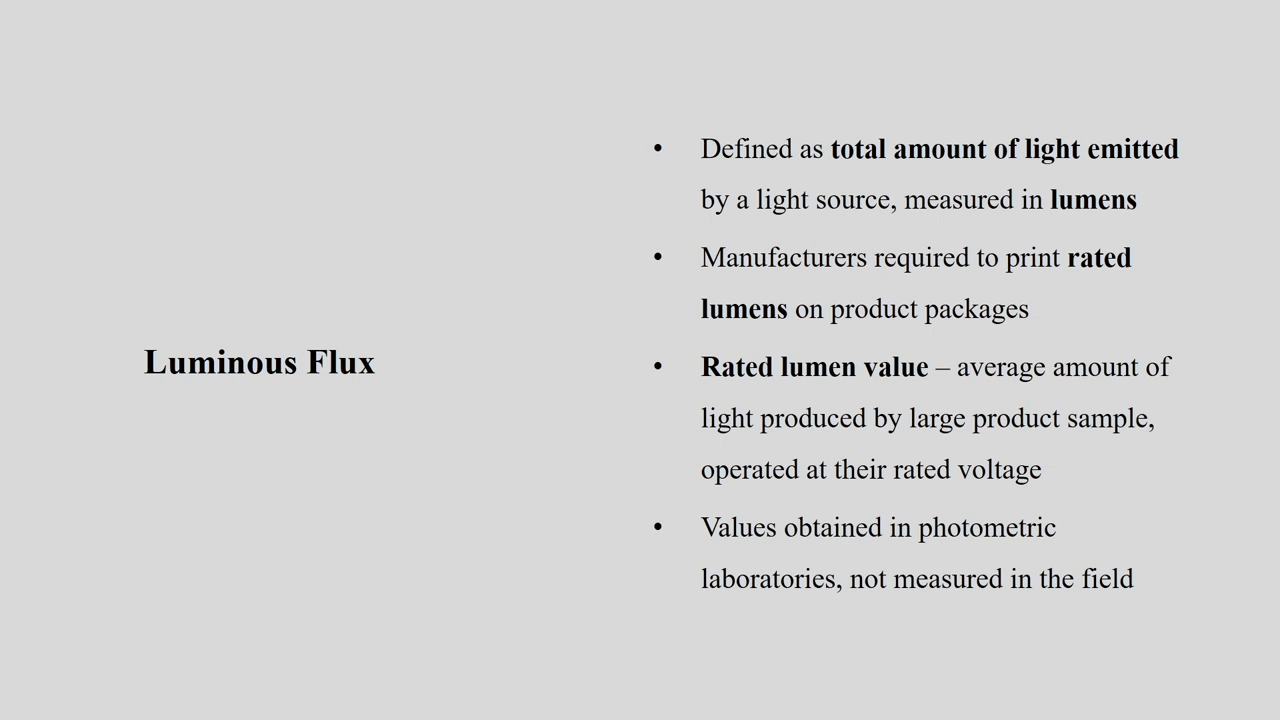 Luminous Flux
• Defined as total amount of light emitted
by a light source, measured in lumens
• Manufacturers required to print rated
lumens on product packages
• Rated lumen value – average amount of
light produced by large product sample,
operated at their rated voltage
• Values obtained in photometric
laboratories, not measured in the field